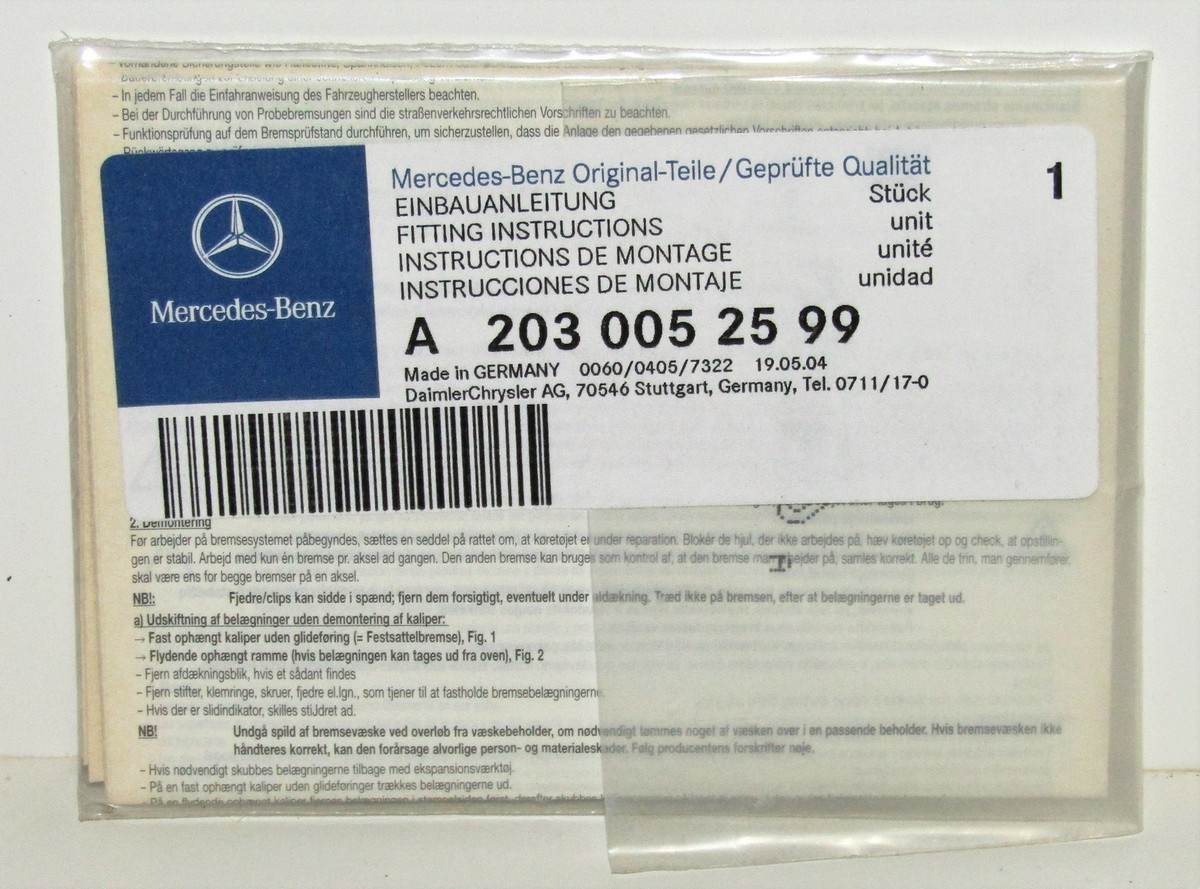 - In jedem Fall die Einfahranweisung des Fahrzeugherstellers beachten.
- Bei der Durchführung von Probebremsungen sind die straßenverkehrsrechtlichen Vorschriften zu beachten.
- Funktionsprüfung auf dem Bremsprüfstand durchführen, um sicherzustellen, dass die Anlage den gegebenen gesetzlichen Vorschriften
Mercedes-Benz
Mercedes-Benz Original-Teile/Geprüfte Qualität
1
EINBAUANLEITUNG Stück
FITTING INSTRUCTIONS unit
INSTRUCTIONS DE MONTAGE unité
INSTRUCCIONES DE MONTAJE unidad
A 203 005 25 99
Made in GERMANY 0060/0405/7322 19.05.04
DaimlerChrysler AG, 70546 Stuttgart, Germany, Tel. 0711/17-0
2. Demontering
Før arbejder på bremsesystemet påbegyndes, sættes en seddel på rattet om, at køretøjet er under reparation. Blokér de hjul, der ikke arbejdes på, hæv køretøjet op og check, at opstillin-
gen er stabil. Arbejd med kun én bremse pr. aksel ad gangen. Den anden bremse kan bruges som kontrol af, at den bremse man arbejder på, samles korrekt. Alle de trin, man gennemfører,
skal være ens for begge bremser på en aksel.
NB!: Fjedre/clips kan sidde i spænd; fjern dem forsigtigt, eventuelt under afdækning. Træd ikke på bremsen, efter at belægningerne er taget ud.
a) Udskiftning af belægninger uden demontering af kaliper:
→ Fast ophængt kaliper uden glideføring (= Festsattelbremse), Fig. 1
→ Flydende ophængt ramme (hvis belægningen kan tages ud fra oven), Fig. 2
- Fjern afdækningsblik, hvis et sådant findes
- Fjern stifter, klemringe, skruer, fjedre el.lgn., som tjener til at fastholde bremsebelægningerne.
- Hvis der er slidindikator, skilles stiJdret ad.
NB! Undgå spild af bremsevæske ved overløb fra væskebeholder, om nødvendigt tømmes noget af væsken over i en passende beholder. Hvis bremsevæsken ikke
håndteres korrekt, kan den forårsage alvorlige person- og materialeskader. Følg producentens forskrifter nøje.
- Hvis nødvendigt skubbes belægningerne tilbage med ekspansionsværktøj.
- På en fast ophængt kaliper uden glideføringer trækkes belægningerne ud.